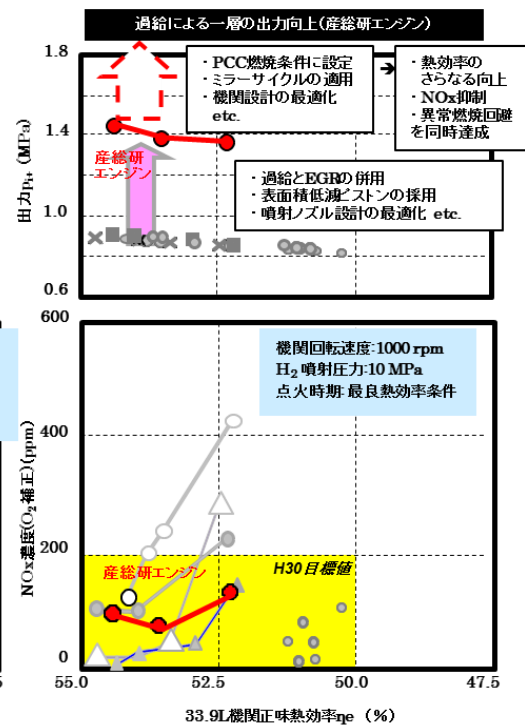 過給による一層の出力向上(産総研エンジン)
1.8
1.4
1.0
0.6
出力Pi+ (MPa)
・PCC燃焼条件に設定
・ミラーサイクルの適用
・機関設計の最適化
etc.
➔
・熱効率の
さらなる向上
・NOx抑制
・異常燃焼回避
を同時達成
産総研
エンジン
・過給とEGRの併用
・表面積低減ピストンの採用
・噴射ノズル設計の最適化 etc.
600
400
200
0
NOx濃度(O2補正)(ppm)
機関回転速度:1000 rpm
H2 噴射圧力:10 MPa
点火時期: 最良熱効率条件
産総研エンジン
H30目標値
55.0
52.5
50.0
47.5
33.9L機関正味熱効率ηe (%)